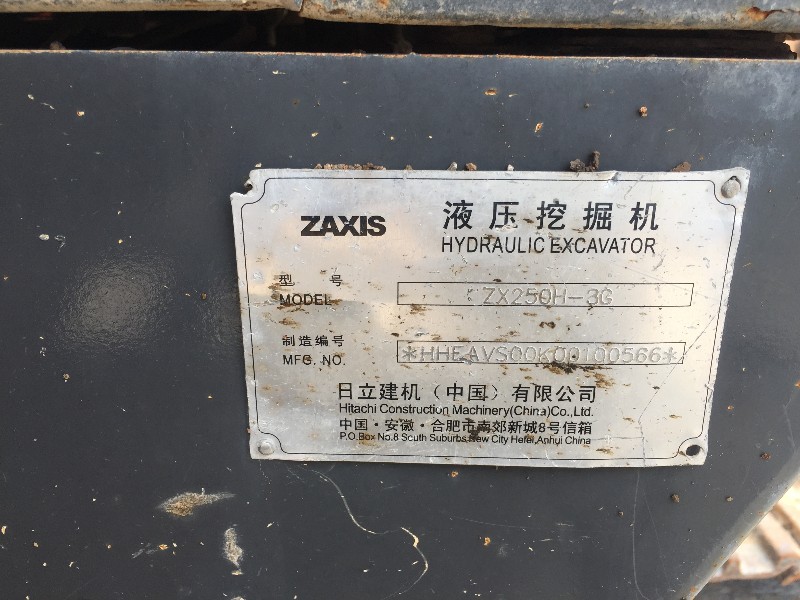 ZAXIS
液压挖掘机
HYDRAULIC EXCAVATOR
型号
MODEL ZX250H-3G
制造编号
MFG. NO. *HHEAVS00K00100566*
日立建机（中国）有限公司
Hitachi Construction Machinery(China)Co.,Ltd.
中国·安徽·合肥市南郊新城8号信箱
P.O.Box No.8 South Suburbs New City Hefei,Anhui China